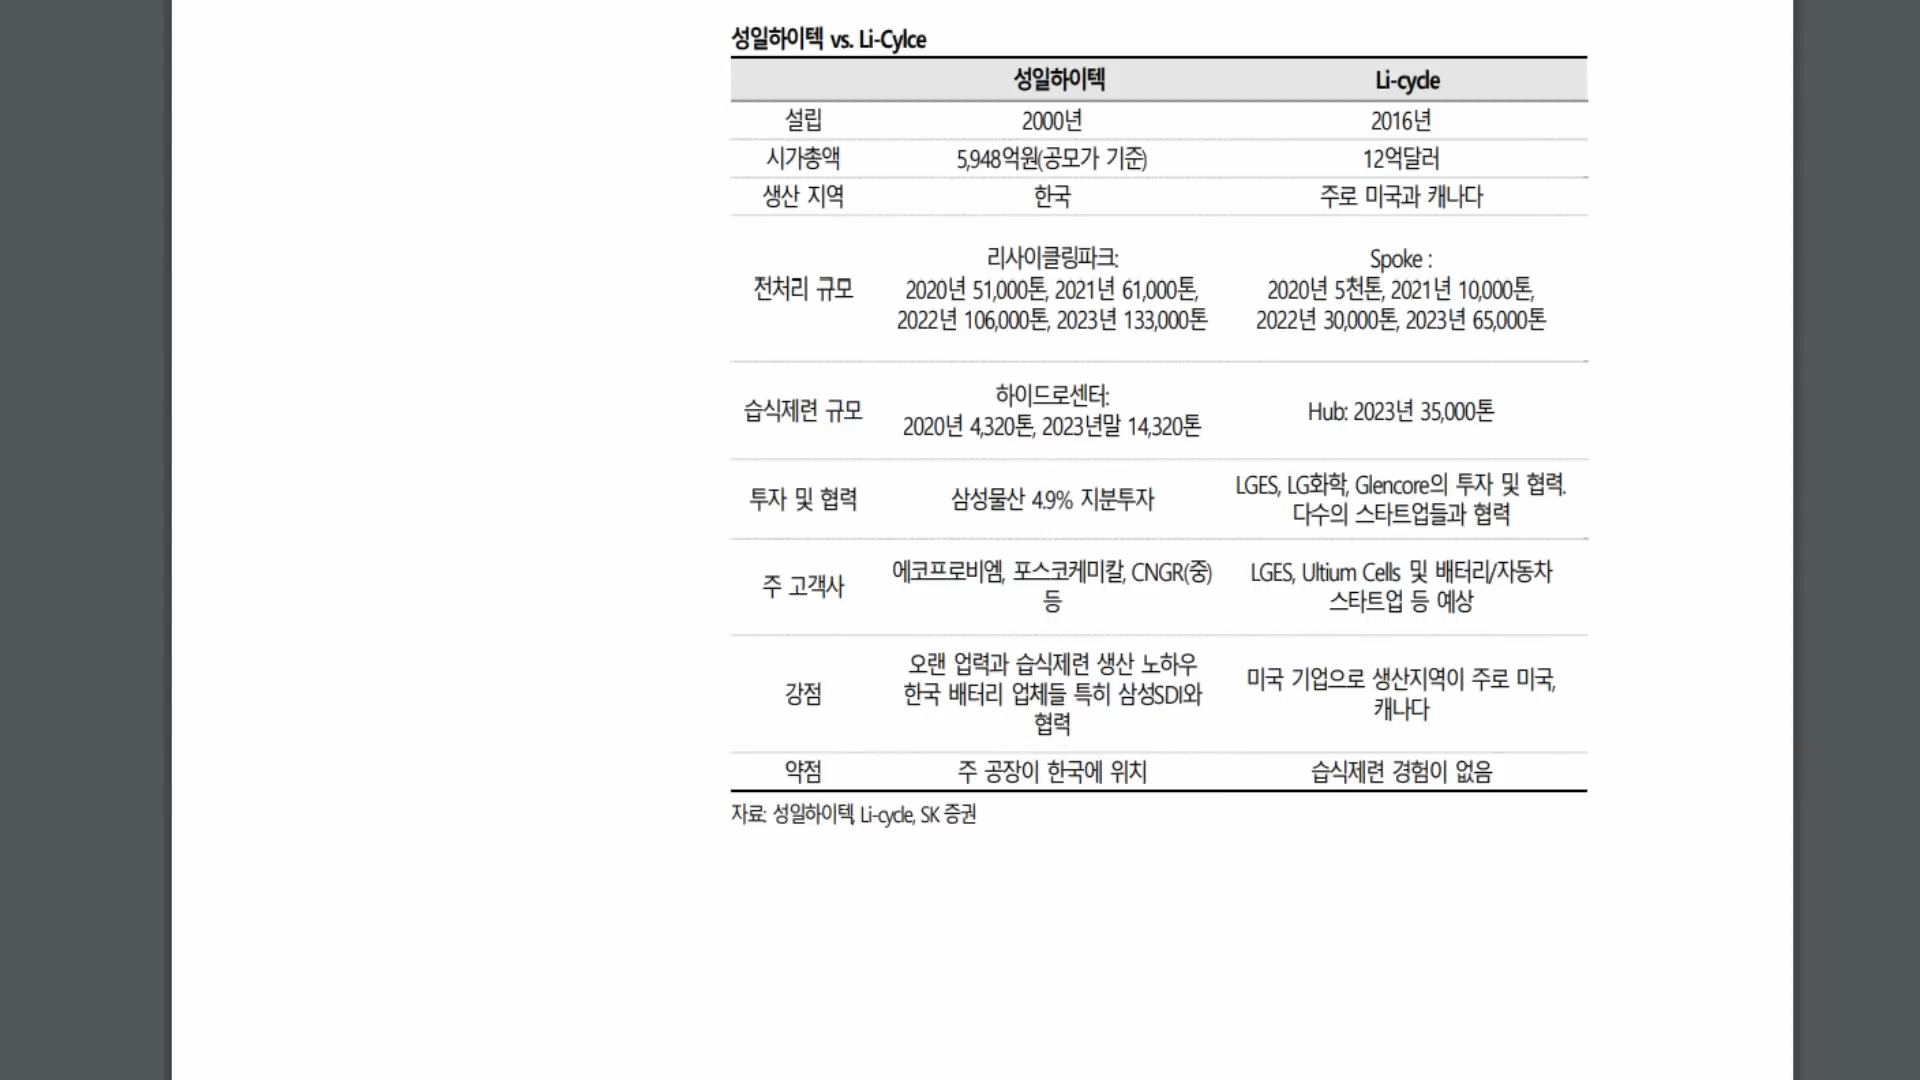 성일하이텍 vs. Li-Cylce
성일하이텍 Li-cycle
설립 2000년 2016년
시가총액 5,948억원(공모가 기준) 12억달러
생산 지역 한국 주로 미국과 캐나다
전처리 규모
리사이클링파크:
2020년 51,000톤, 2021년 61,000톤,
2022년 106,000톤, 2023년 133,000톤
Spoke :
2020년 5천톤, 2021년 10,000톤,
2022년 30,000톤, 2023년 65,000톤
습식제련 규모
하이드로센터:
2020년 4,320톤, 2023년말 14,320톤
Hub: 2023년 35,000톤
투자 및 협력
삼성물산 4.9% 지분투자
LGES, LG화학, Glencore의 투자 및 협력.
다수의 스타트업들과 협력
주 고객사
에코프로비엠, 포스코케미칼, CNGR(중)
등
LGES, Ultium Cells 및 배터리/자동차
스타트업 등 예상
강점
오랜 업력과 습식제련 생산 노하우
한국 배터리 업체들 특히 삼성SDI와
협력
미국 기업으로 생산지역이 주로 미국,
캐나다
약점 주 공장이 한국에 위치 습식제련 경험이 없음
자료: 성일하이텍, Li-cycle, SK 증권